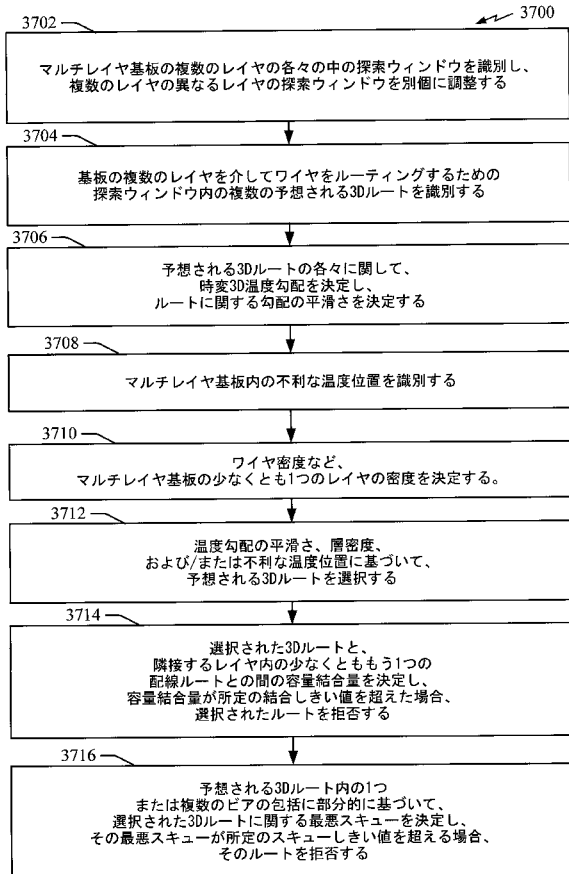 3700
3702
マルチレイヤ基板の複数のレイヤの各々の中の探索ウィンドウを識別し、
複数のレイヤの異なるレイヤの探索ウィンドウを別個に調整する
3704
基板の複数のレイヤを介してワイヤをルーティングするための
探索ウィンドウ内の複数の予想される3Dルートを識別する
3706
予想される3Dルートの各々に関して、
時変3D温度勾配を決定し、
ルートに関する勾配の平滑さを決定する
3708
マルチレイヤ基板内の不利な温度位置を識別する
3710
ワイヤ密度など、
マルチレイヤ基板の少なくとも1つのレイヤの密度を決定する。
3712
温度勾配の平滑さ、層密度、
および/または不利な温度位置に基づいて、
予想される3Dルートを選択する
3714
選択された3Dルートと、
隣接するレイヤ内の少なくとももう1つの
配線ルートとの間の容量結合量を決定し、
容量結合量が所定の結合しきい値を超えた場合、
選択されたルートを拒否する
3716
予想される3Dルート内の1つ
または複数のビアの包括に部分的に基づいて、
選択された3Dルートに関する最悪スキューを決定し、
その最悪スキューが所定のスキューしきい値を超える場合、
そのルートを拒否する